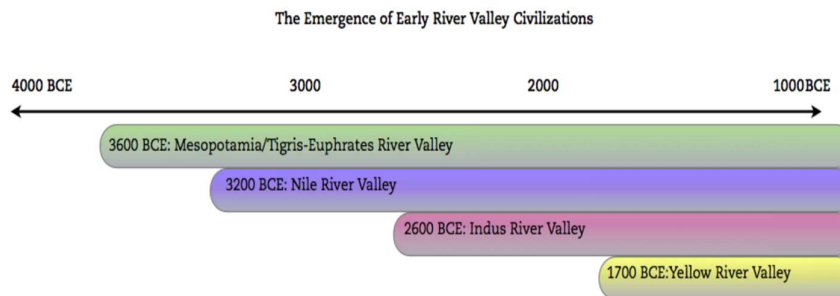 The Emergence of Early River Valley Civilizations
4000 BCE 3000 2000 1000BCE
3600 BCE: Mesopotamia/Tigris-Euphrates River Valley
3200 BCE: Nile River Valley
2600 BCE: Indus River Valley
1700 BCE:Yellow River Valley